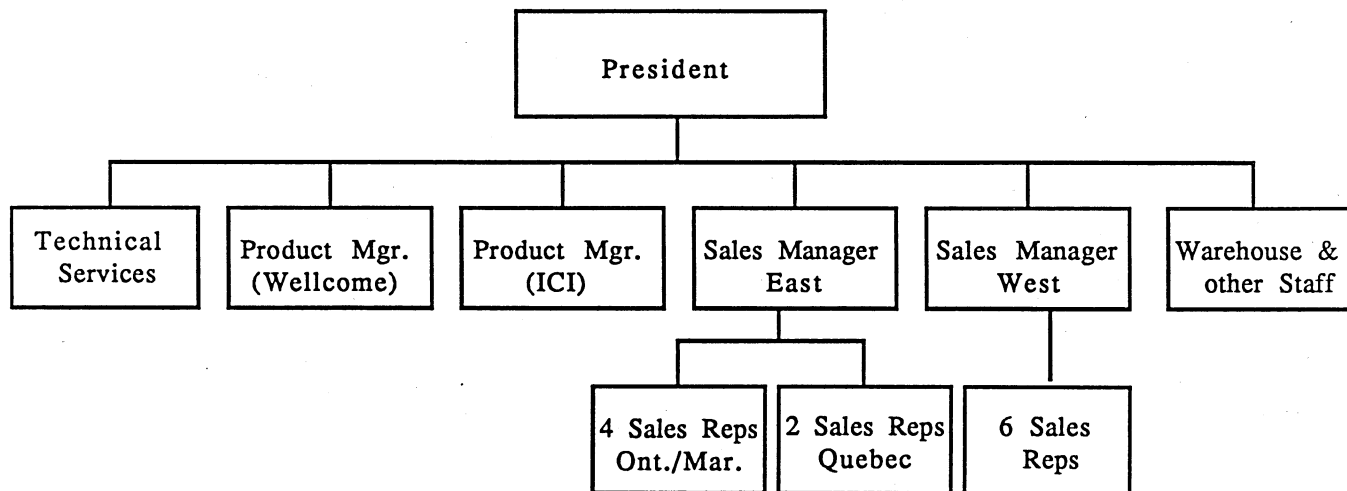 President
Technical
Services
Product Mgr.
(Wellcome)
Product Mgr.
(ICI)
Sales Manager
East
Sales Manager
West
Warehouse &
other Staff
4 Sales Reps
Ont./Mar.
2 Sales Reps
Quebec
6 Sales
Reps